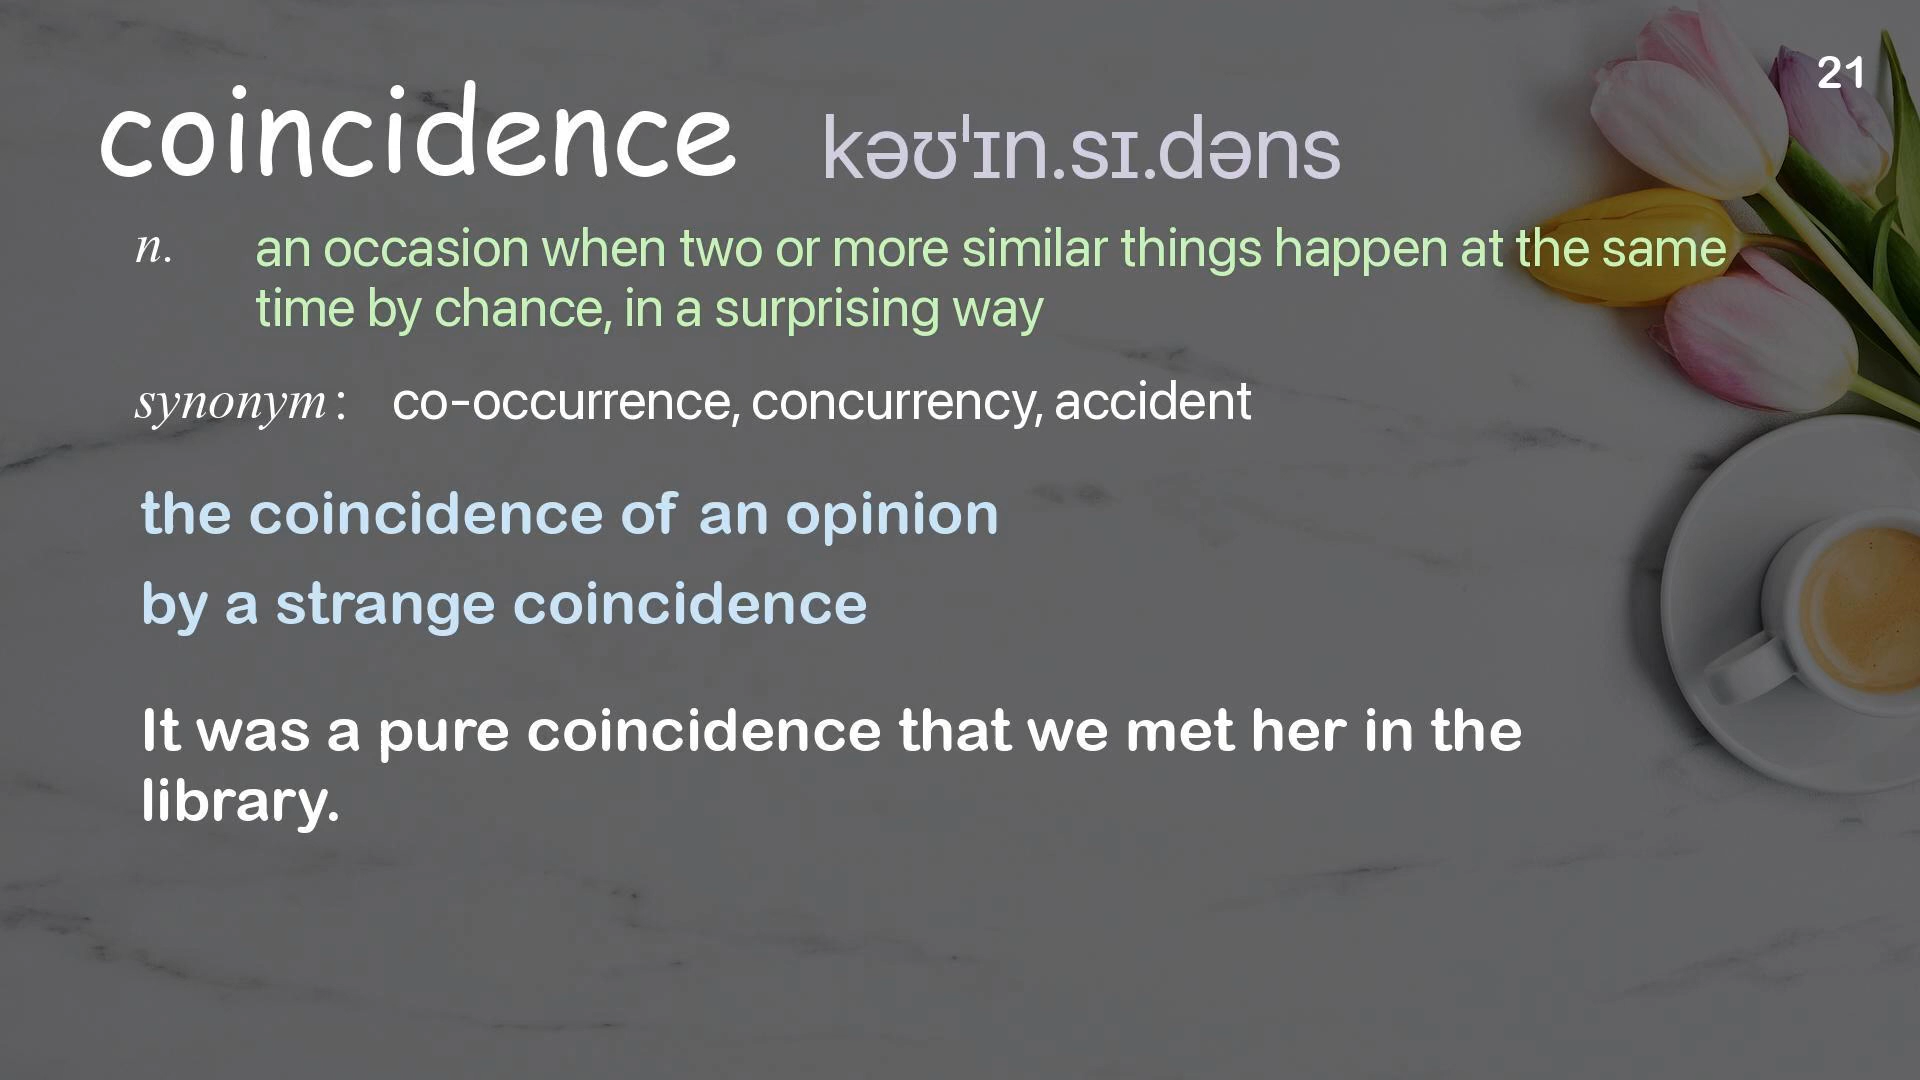 21
coincidence kəʊˈɪn.sɪ.dəns
n. an occasion when two or more similar things happen at the same
time by chance, in a surprising way
synonym: co-occurrence, concurrency, accident
the coincidence of an opinion
by a strange coincidence
It was a pure coincidence that we met her in the
library.